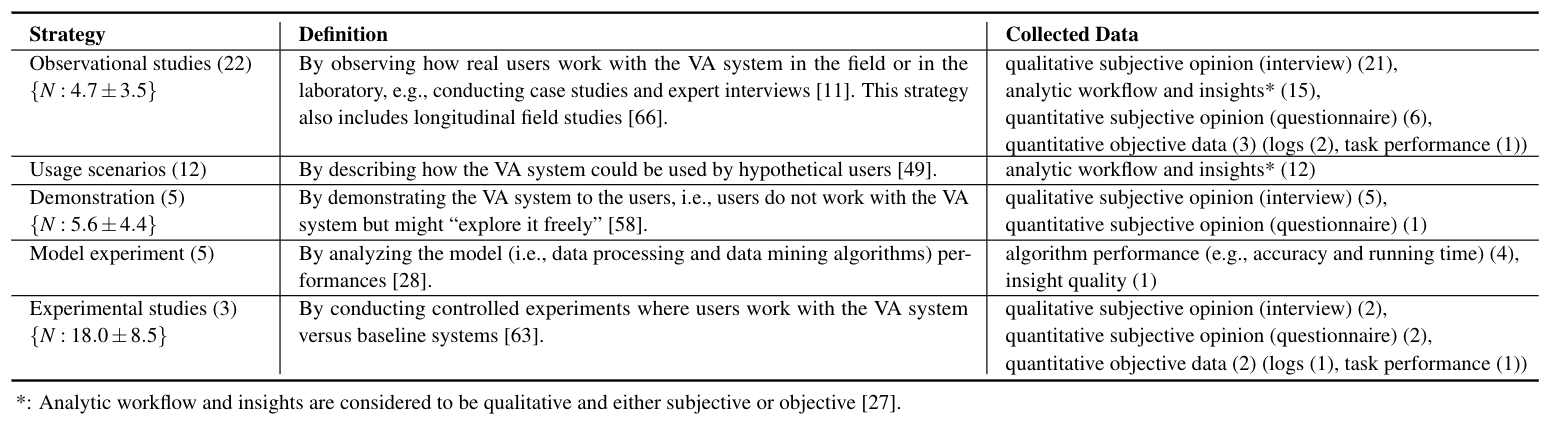 Strategy Definition Collected Data
Observational studies (22) By observing how real users work with the VA system in the field or in the qualitative subjective opinion (interview) (21),
{N : 4.7 ± 3.5} laboratory, e.g., conducting case studies and expert interviews [11]. This strategy analytic workflow and insights* (15),
also includes longitudinal field studies [66]. quantitative subjective opinion (questionnaire) (6),
quantitative objective data (3) (logs (2), task performance (1))
Usage scenarios (12) By describing how the VA system could be used by hypothetical users [49]. analytic workflow and insights* (12)
Demonstration (5) By demonstrating the VA system to the users, i.e., users do not work with the VA qualitative subjective opinion (interview) (5),
{N : 5.6 ± 4.4} system but might “explore it freely” [58]. quantitative subjective opinion (questionnaire) (1)
Model experiment (5) By analyzing the model (i.e., data processing and data mining algorithms) per- algorithm performance (e.g., accuracy and running time) (4),
formances [28]. insight quality (1)
Experimental studies (3) By conducting controlled experiments where users work with the VA system qualitative subjective opinion (interview) (2),
{N : 18.0 ± 8.5} versus baseline systems [63]. quantitative subjective opinion (questionnaire) (2),
quantitative objective data (2) (logs (1), task performance (1))
*: Analytic workflow and insights are considered to be qualitative and either subjective or objective [27].